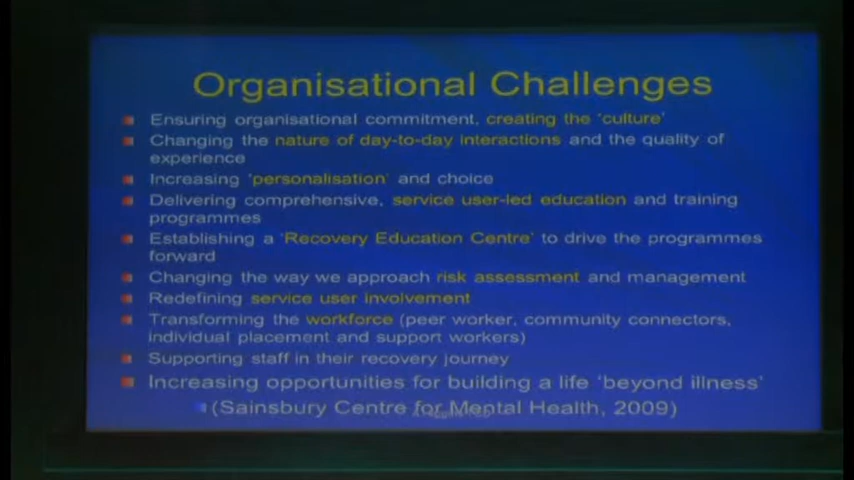 Organisational Challenges
Ensuring organisational commitment, creating the 'culture'
Changing the nature of day-to-day interactions and the quality of
experience
Increasing 'personalisation' and choice
Delivering comprehensive, service user-led education and training
programmes
Establishing a 'Recovery Education Centre' to drive the programmes
forward
Changing the way we approach risk assessment and management
Redefining service user involvement
Transforming the workforce (peer worker, community connectors,
individual placement and support workers)
Supporting staff in their recovery journey
Increasing opportunities for building a life 'beyond illness'
(Sainsbury Centre for Mental Health, 2009)